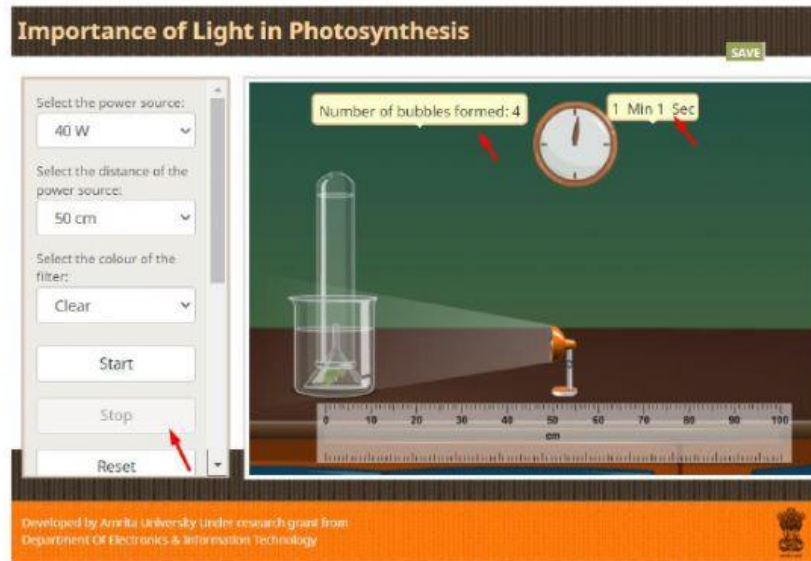 Importance of Light in Photosynthesis
SAVE
Select the power source:
40 W
Select the distance of the
power source:
50 cm
Select the colour of the
filter:
Clear
Start
Stop
Reset
Number of bubbles formed: 4
1 Min 1 Sec
0 10 20 30 40 50 60 70 80 90 100
cm
Developed by Amrita University Under research grant from
Department Of Electronics & Information Technology